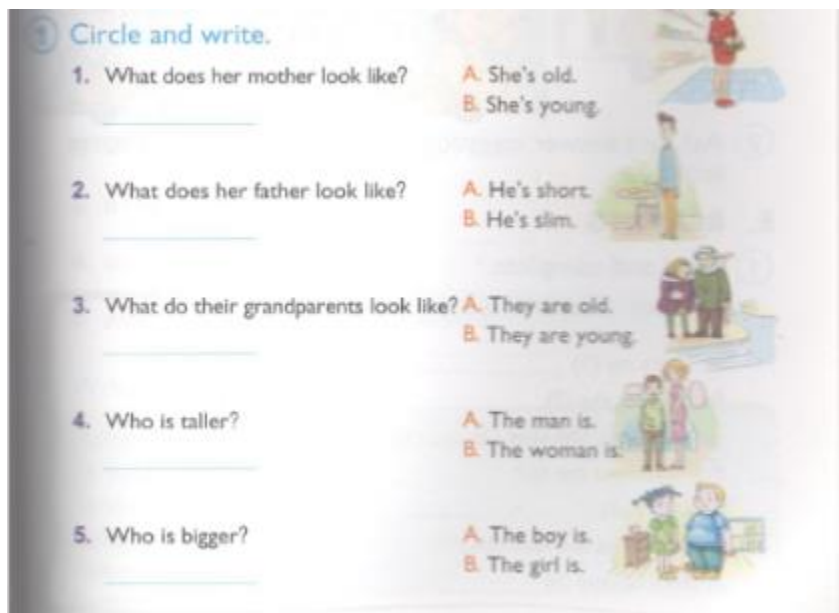 1 Circle and write.
1. What does her mother look like? A. She's old.
B. She's young.
2. What does her father look like? A. He's short.
B. He's slim.
3. What do their grandparents look like? A. They are old.
B. They are young.
4. Who is taller? A. The man is.
B. The woman is.
5. Who is bigger? A. The boy is.
B. The girl is.